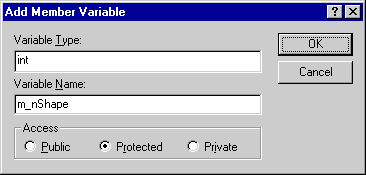 Add Member Variable
Variable Type:
OK
int
Cancel
Variable Name:
m_nShape
Access
Public Protected Private